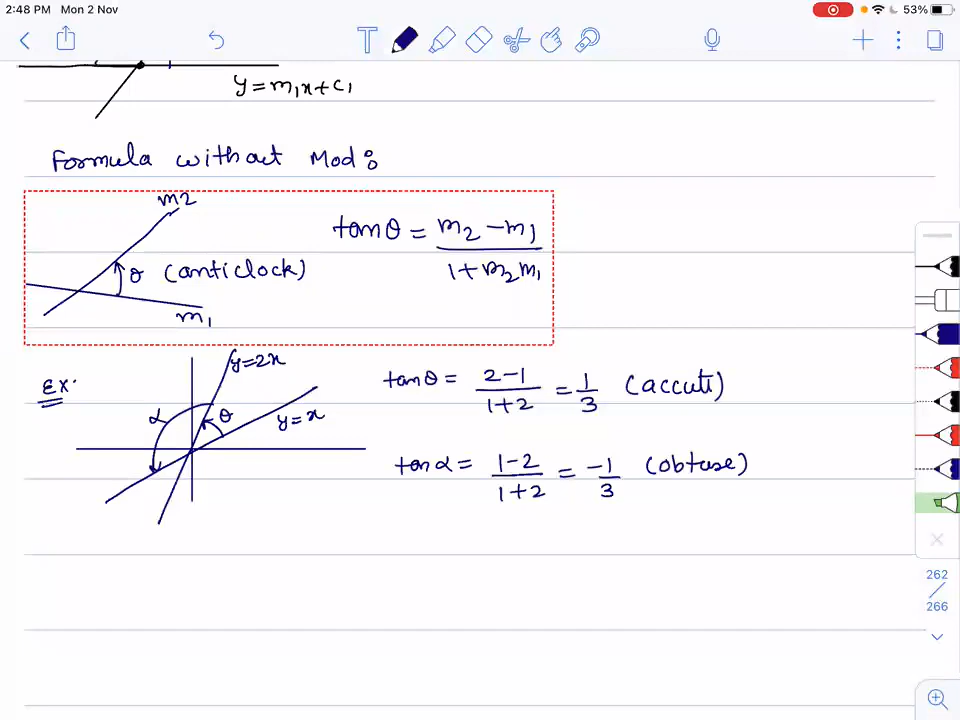 2:48 PM Mon 2 Nov
53%
y=m₁x+c₁
Formula without Mod:
m2
tanθ = m₂-m₁/1+m₂m₁
θ (anticlock)
m₁
Ex:
y=2x
α
θ
y=x
tanθ = 2-1/1+2 = 1/3 (accute)
tanα = 1-2/1+2 = -1/3 (obtuse)
262
/
266